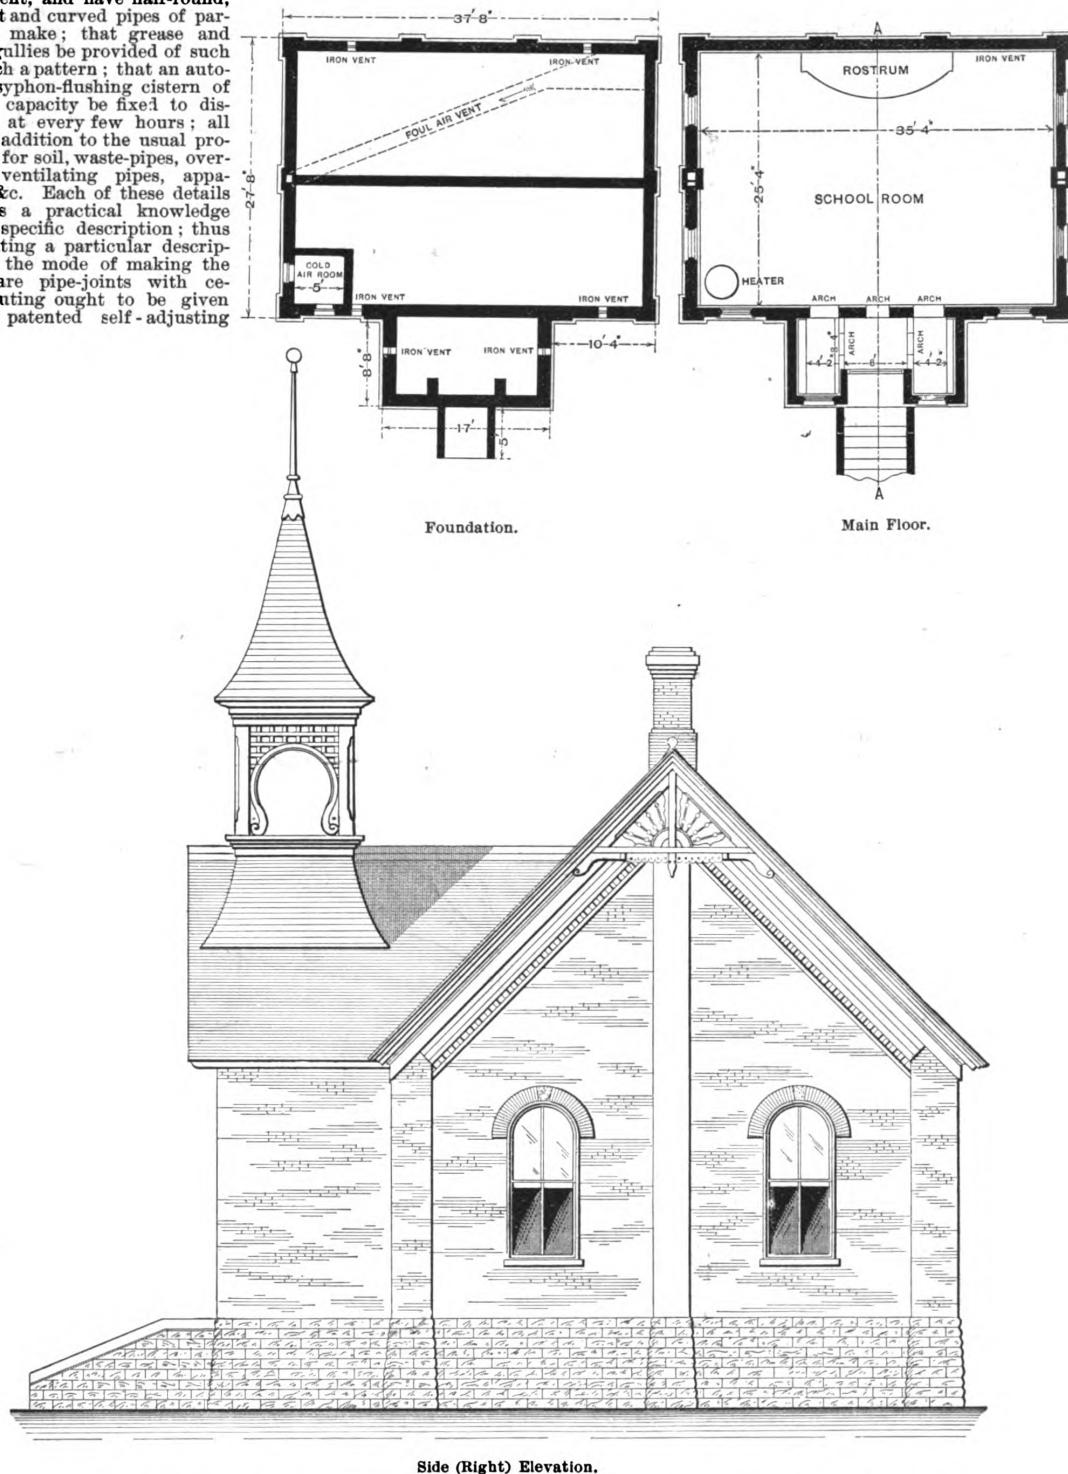 ent, and have half-round,
t and curved pipes of par-
make ; that grease and
gullies be provided of such
ch a pattern ; that an auto-
syphon-flushing cistern of
capacity be fixed to dis-
at every few hours ; all
addition to the usual pro-
for soil, waste-pipes, over-
ventilating pipes, appa-
&c. Each of these details
s a practical knowledge
specific description ; thus
ting a particular descrip-
the mode of making the
are pipe-joints with ce-
nting ought to be given
patented self-adjusting
37'8"
IRON VENT
IRON VENT
FOUL AIR VENT
27'8"
COLD
AIR ROOM
5'
IRON VENT
IRON VENT
8'8"
IRON VENT
IRON VENT
10'4"
17'
5'
Foundation.
A
ROSTRUM
IRON VENT
35'4"
25'4"
SCHOOL ROOM
HEATER
ARCH
ARCH
ARCH
8'4"
ARCH
ARCH
4'2"
6'
4'2"
A
Main Floor.
Side (Right) Elevation.